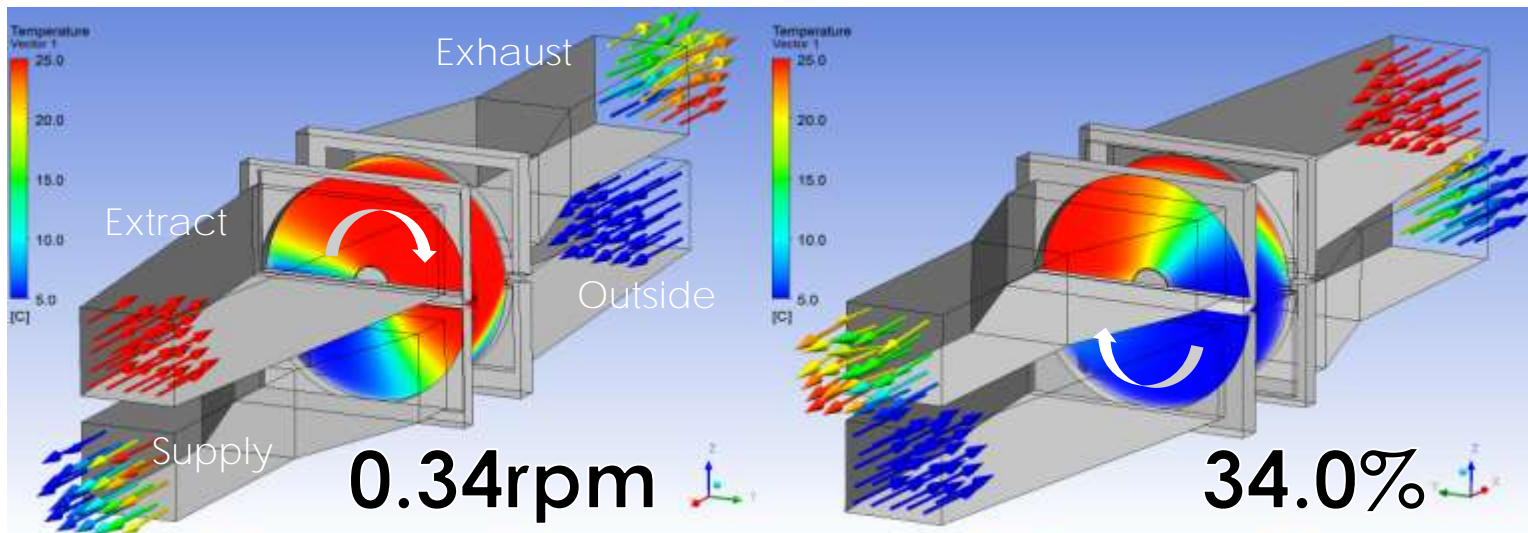 Temperature
Vector 1
25.0
20.0
15.0
10.0
5.0
[C]
Exhaust
Extract
Outside
Supply
0.34rpm
Z
Y
Temperature
Vector 1
25.0
20.0
15.0
10.0
5.0
[C]
34.0%
Z
Y
X